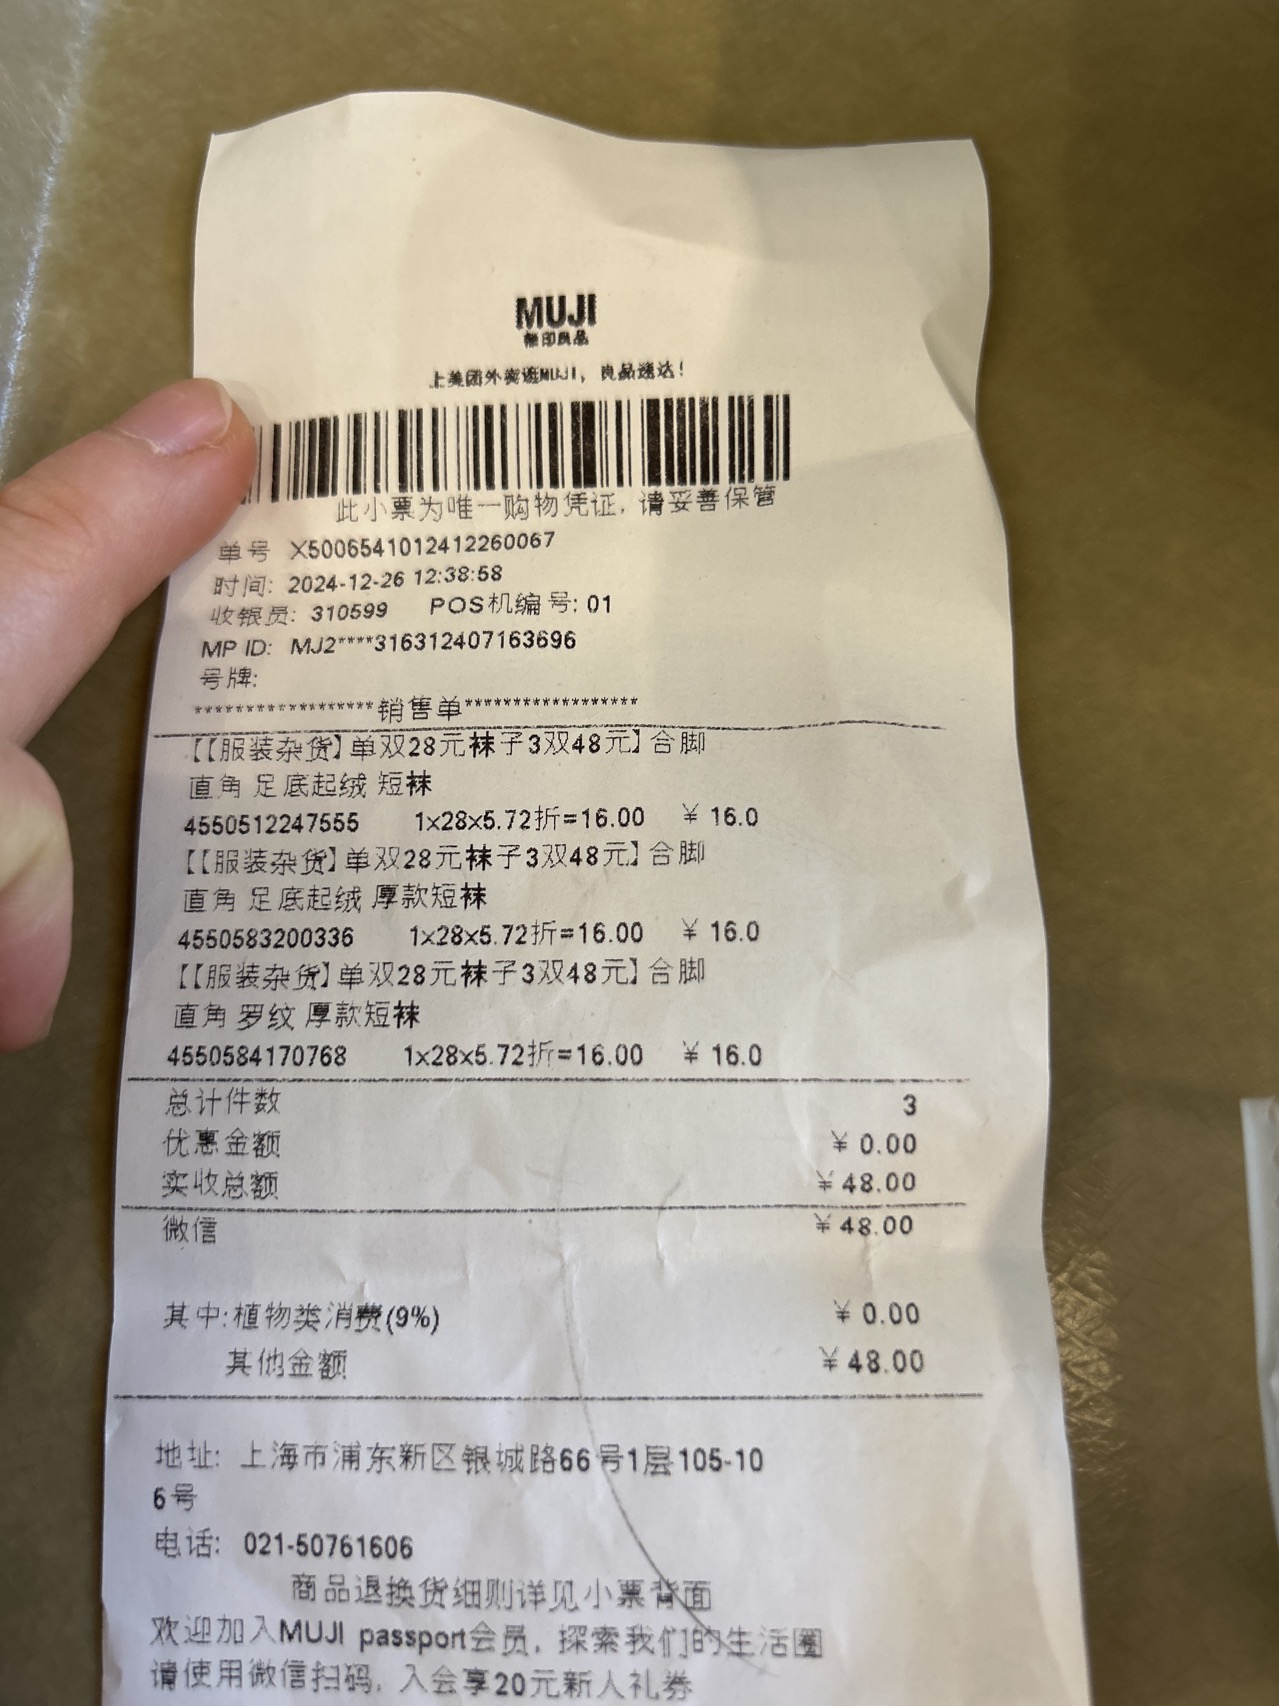 MUJI
無印良品
上美团外卖逛MUJI，良品速达！
此小票为唯一购物凭证，请妥善保管
单号 X5006541012412260067
时间: 2024-12-26 12:38:58
收银员: 310599 POS机编号: 01
MP ID: MJ2****316312407163696
号牌:
******************销售单******************
【【服装杂货】单双28元袜子3双48元】合脚
直角 足底起绒 短袜
4550512247555 1x28x5.72折=16.00 ¥ 16.0
【【服装杂货】单双28元袜子3双48元】合脚
直角 足底起绒 厚款短袜
4550583200336 1x28x5.72折=16.00 ¥ 16.0
【【服装杂货】单双28元袜子3双48元】合脚
直角 罗纹 厚款短袜
4550584170768 1x28x5.72折=16.00 ¥ 16.0
总计件数 3
优惠金额 ¥ 0.00
实收总额 ¥ 48.00
微信 ¥ 48.00
其中:植物类消费(9%) ¥ 0.00
其他金额 ¥ 48.00
地址: 上海市浦东新区银城路66号1层105-10
6号
电话: 021-50761606
商品退换货细则详见小票背面
欢迎加入MUJI passport会员，探索我们的生活圈
请使用微信扫码，入会享20元新人礼券